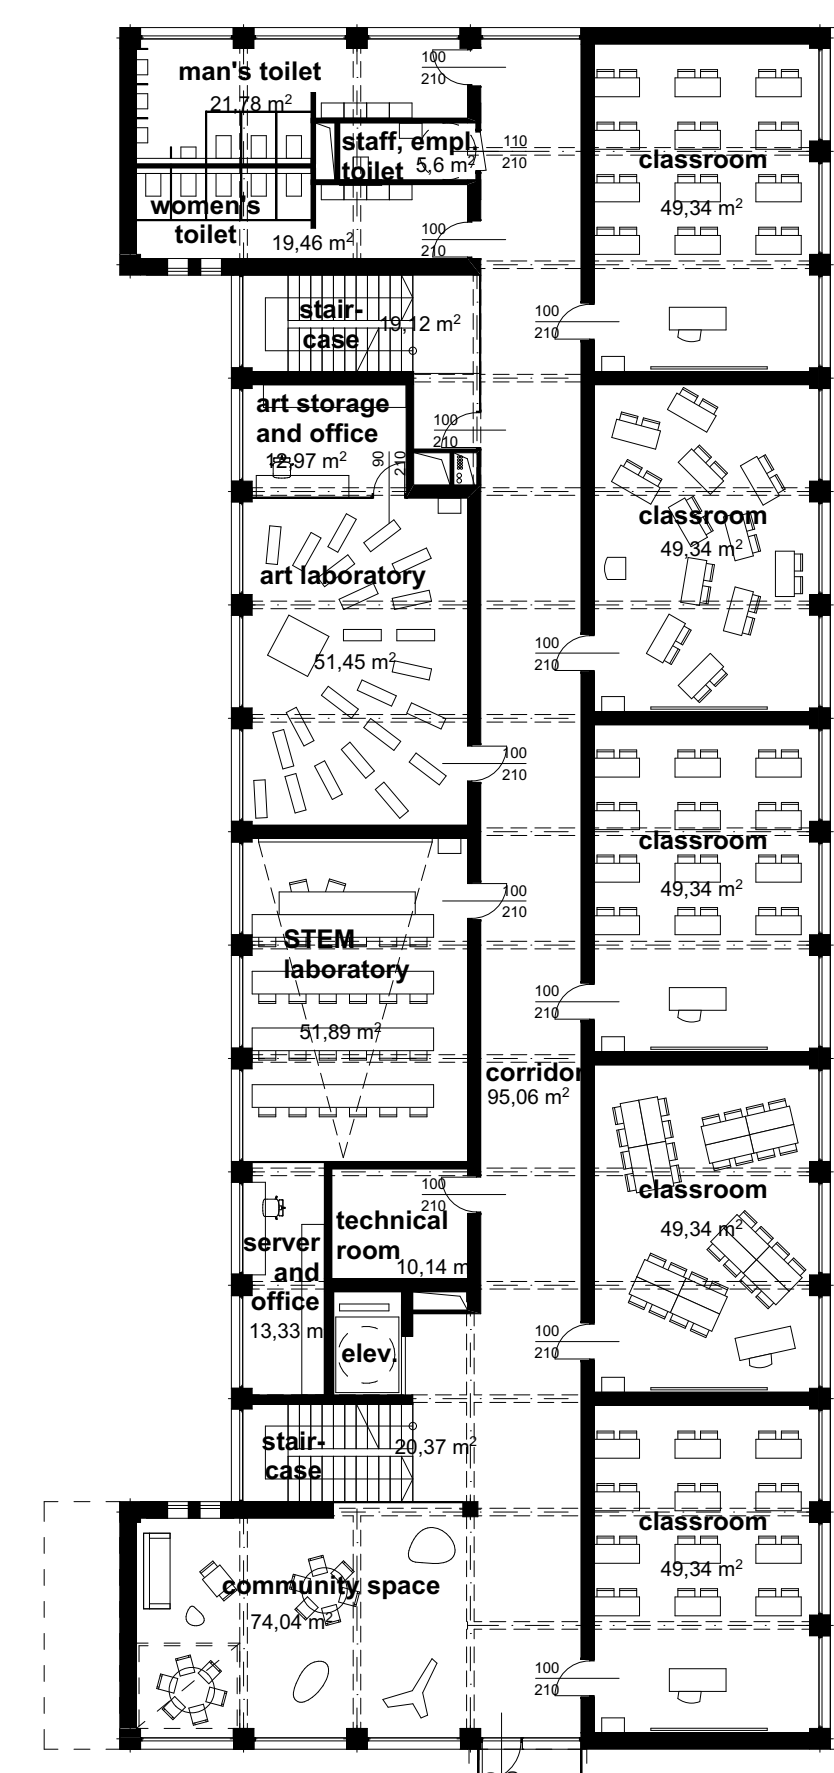 100
210
man's toilet
21,78 m²
staff, empl.
toilet
5,6 m²
110
210
classroom
49,34 m²
women's
toilet
19,46 m²
100
210
stair-
case
19,12 m²
100
210
art storage
and office
12,97 m²
90
210
100
210
classroom
49,34 m²
art laboratory
51,45 m²
100
210
100
210
classroom
49,34 m²
100
210
STEM
laboratory
51,89 m²
100
210
corridor
95,06 m²
100
210
technical
room
10,14 m
classroom
49,34 m²
server
and
office
13,33 m
elev.
100
210
stair-
case
20,37 m²
classroom
49,34 m²
community space
74,04 m²
100
210